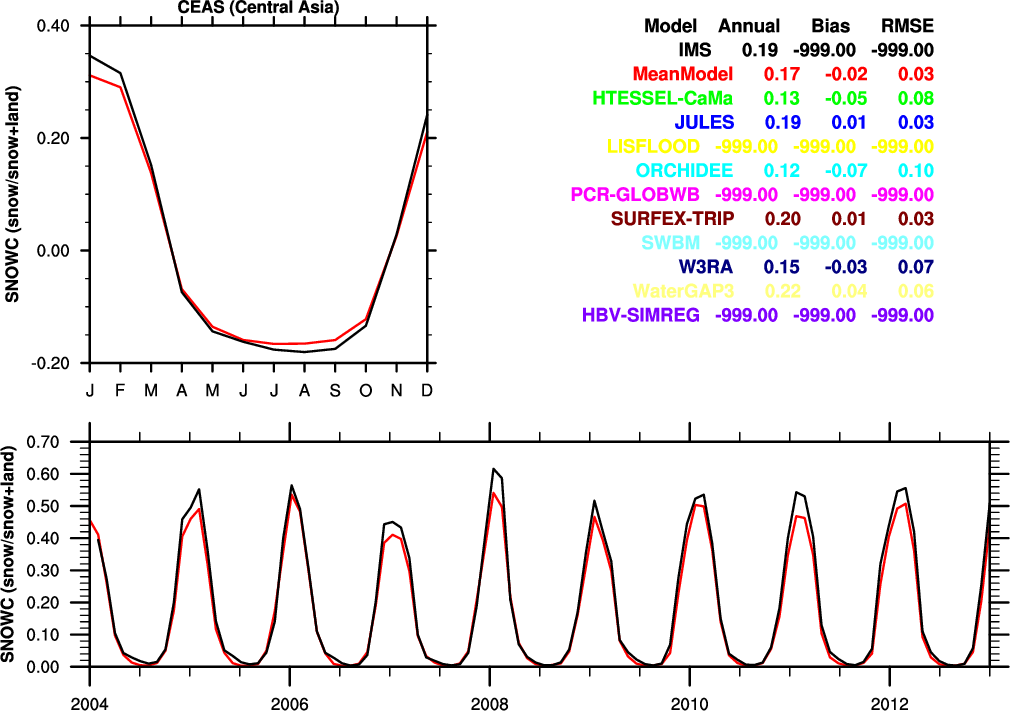 CEAS (Central Asia)
SNOWC (snow/snow+land)
0.40
0.20
0.00
-0.20
J F M A M J J A S O N D
Model Annual Bias RMSE
IMS 0.19 -999.00 -999.00
MeanModel 0.17 -0.02 0.03
HTESSEL-CaMa 0.13 -0.05 0.08
JULES 0.19 0.01 0.03
LISFLOOD -999.00 -999.00 -999.00
ORCHIDEE 0.12 -0.07 0.10
PCR-GLOBWB -999.00 -999.00 -999.00
SURFEX-TRIP 0.20 0.01 0.03
SWBM -999.00 -999.00 -999.00
W3RA 0.15 -0.03 0.07
WaterGAP3 0.22 0.04 0.06
HBV-SIMREG -999.00 -999.00 -999.00
SNOWC (snow/snow+land)
0.70
0.60
0.50
0.40
0.30
0.20
0.10
0.00
2004 2006 2008 2010 2012